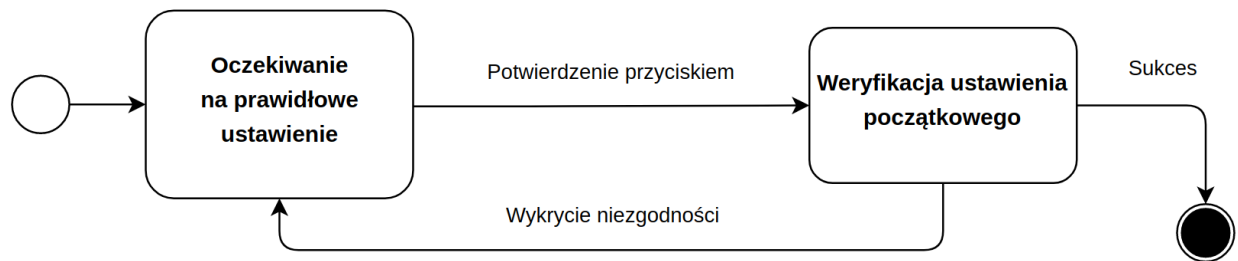 Oczekiwanie
na prawidłowe
ustawienie
Potwierdzenie przyciskiem
Weryfikacja ustawienia
początkowego
Sukces
Wykrycie niezgodności